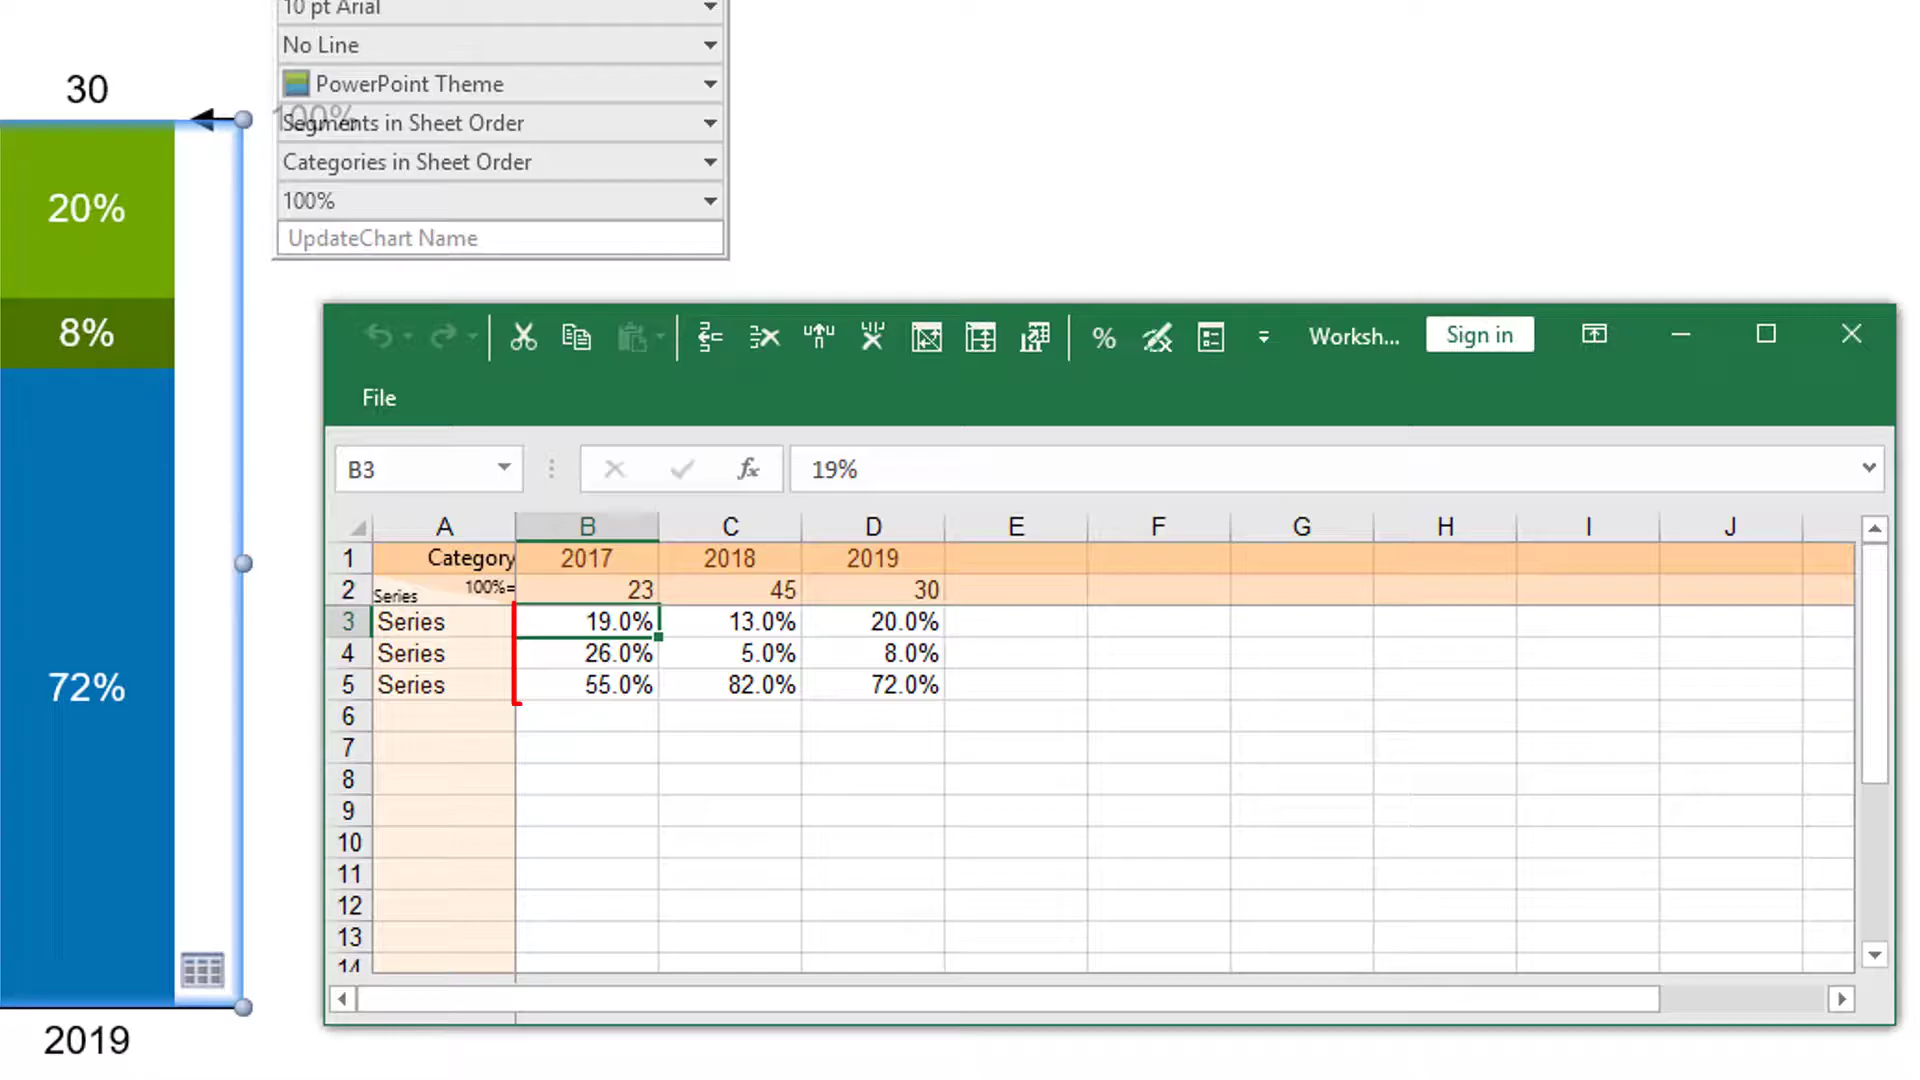 10 pt Arial
No Line
PowerPoint Theme
100%
Segments in Sheet Order
Categories in Sheet Order
100%
UpdateChart Name
30
20%
8%
72%
2019
%
Worksh...
Sign in
File
B3
fx
19%
A B C D E F G H I J
1 Category 2017 2018 2019
2 Series 100%= 23 45 30
3 Series 19.0% 13.0% 20.0%
4 Series 26.0% 5.0% 8.0%
5 Series 55.0% 82.0% 72.0%
6
7
8
9
10
11
12
13
14